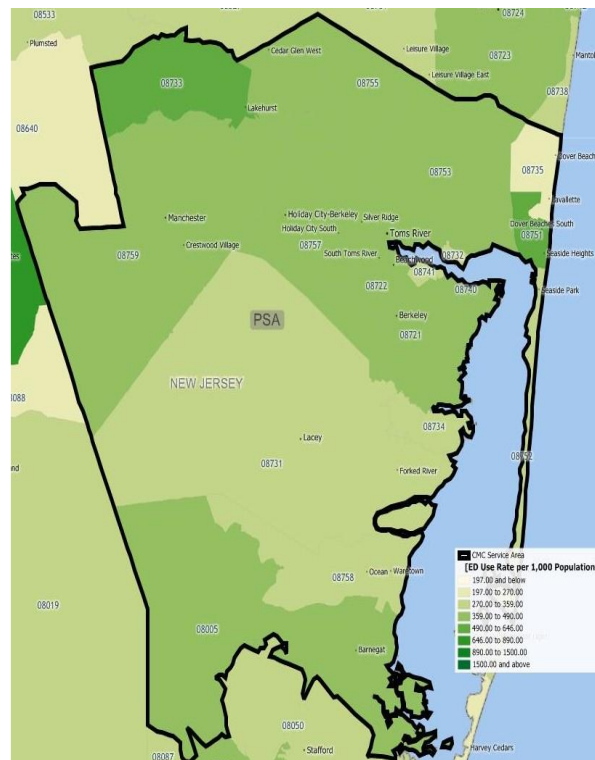 08533
08724
Plumsted
Cedar Glen West
Leisure Village
08723
Leisure Village East
08733
08755
08738
Lakehurst
08640
Dover Beach
08753
08735
Lavallette
Manchester
Holiday City-Berkeley
Silver Ridge
Holiday City South
Toms River
Dover Beaches South
08751
08759
Crestwood Village
08757
South Toms River
08732
Seaside Heights
Beachwood
08741
08722
08740
Seaside Park
PSA
Berkeley
08721
NEW JERSEY
8088
08734
Lacey
08731
Forked River
08752
CMC Service Area
[ED Use Rate per 1,000 Population
197.00 and below
197.00 to 270.00
270.00 to 359.00
359.00 to 490.00
490.00 to 646.00
646.00 to 890.00
890.00 to 1500.00
1500.00 and above
08758
Ocean
Waretown
08019
08005
Barnegat
08050
Stafford
08087
Harvey Cedars